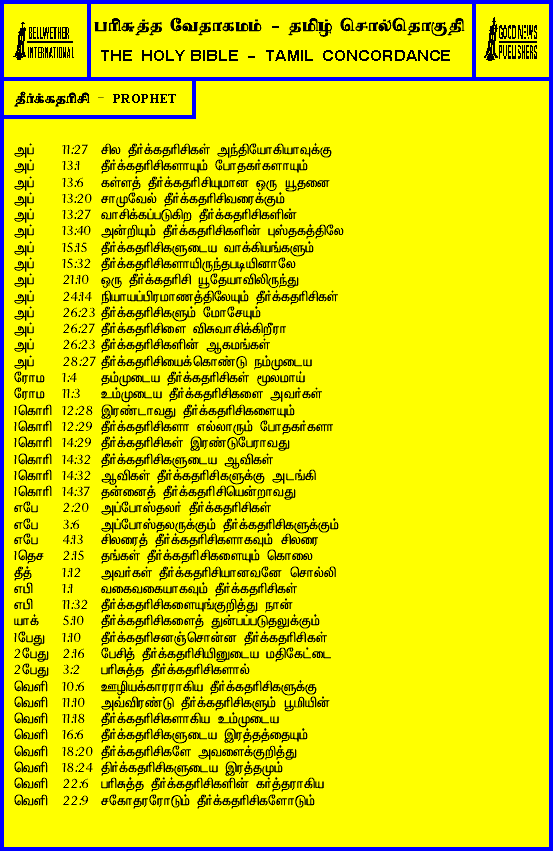 BELLWETHER INTERNATIONAL
பரிசுத்த வேதாகமம் - தமிழ் சொல்தொகுதி
THE HOLY BIBLE - TAMIL CONCORDANCE
GOOD NEWS PUBLISHERS
தீர்க்கதரிசி - PROPHET
அப் 11:27 சில தீர்க்கதரிசிகள் அந்தியோகியாவுக்கு
அப் 13:1 தீர்க்கதரிசிகளாயும் போதகர்களாயும்
அப் 13:6 கள்ளத் தீர்க்கதரிசியுமான ஒரு யூதனை
அப் 13:20 சாமுவேல் தீர்க்கதரிசிவரைக்கும்
அப் 13:27 வாசிக்கப்படுகிற தீர்க்கதரிசிகளின்
அப் 13:40 அன்றியும் தீர்க்கதரிசிகளின் புஸ்தகத்திலே
அப் 15:15 தீர்க்கதரிசிகளுடைய வாக்கியங்களும்
அப் 15:32 தீர்க்கதரிசிகளாயிருந்தபடியினாலே
அப் 21:10 ஒரு தீர்க்கதரிசி யூதேயாவிலிருந்து
அப் 24:14 நியாயப்பிரமாணத்திலேயும் தீர்க்கதரிசிகள்
அப் 26:23 தீர்க்கதரிசிகளும் மோசேயும்
அப் 26:27 தீர்க்கதரிசிளை விசுவாசிக்கிறீரா
அப் 26:23 தீர்க்கதரிசிகளின் ஆகமங்கள்
அப் 28:27 தீர்க்கதரிசியைக்கொண்டு நம்முடைய
ரோம 1:4 தம்முடைய தீர்க்கதரிசிகள் மூலமாய்
ரோம 11:3 உம்முடைய தீர்க்கதரிசிகளை அவர்கள்
1கொரி 12:28 இரண்டாவது தீர்க்கதரிசிகளையும்
1கொரி 12:29 தீர்க்கதரிசிகளா எல்லாரும் போதகர்களா
1கொரி 14:29 தீர்க்கதரிசிகள் இரண்டுபேராவது
1கொரி 14:32 தீர்க்கதரிசிகளுடைய ஆவிகள்
1கொரி 14:32 ஆவிகள் தீர்க்கதரிசிகளுக்கு அடங்கி
1கொரி 14:37 தன்னைத் தீர்க்கதரிசியென்றாவது
எபே 2:20 அப்போஸ்தலர் தீர்க்கதரிசிகள்
எபே 3:6 அப்போஸ்தலருக்கும் தீர்க்கதரிசிகளுக்கும்
எபே 4:13 சிலரைத் தீர்க்கதரிசிகளாகவும் சிலரை
1தெச 2:15 தங்கள் தீர்க்கதரிசிகளையும் கொலை
தீத் 1:12 அவர்கள் தீர்க்கதரிசியானவனே சொல்லி
எபி 1:1 வகைவகையாகவும் தீர்க்கதரிசிகள்
எபி 11:32 தீர்க்கதரிசிகளையுங்குறித்து நான்
யாக் 5:10 தீர்க்கதரிசிகளைத் துன்பப்படுதலுக்கும்
1பேது 1:10 தீர்க்கதரிசனஞ்சொன்ன தீர்க்கதரிசிகள்
2பேது 2:16 பேசித் தீர்க்கதரிசியினுடைய மதிகேட்டை
2பேது 3:2 பரிசுத்த தீர்க்கதரிசிகளால்
வெளி 10:6 ஊழியக்காரராகிய தீர்க்கதரிசிகளுக்கு
வெளி 11:10 அவ்விரண்டு தீர்க்கதரிசிகளும் பூமியின்
வெளி 11:18 தீர்க்கதரிசிகளாகிய உம்முடைய
வெளி 16:6 தீர்க்கதரிசிகளுடைய இரத்தத்தையும்
வெளி 18:20 தீர்க்கதரிசிகளே அவளைக்குறித்து
வெளி 18:24 திர்க்கதரிசிகளுடைய இரத்தமும்
வெளி 22:6 பரிசுத்த தீர்க்கதரிசிகளின் கர்த்தராகிய
வெளி 22:9 சகோதரரோடும் தீர்க்கதரிசிகளோடும்